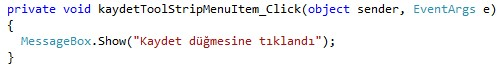 private void kaydetToolStripMenuItem_Click(object sender, EventArgs e)
{
    MessageBox.Show("Kaydet düğmesine tıklandı");
}